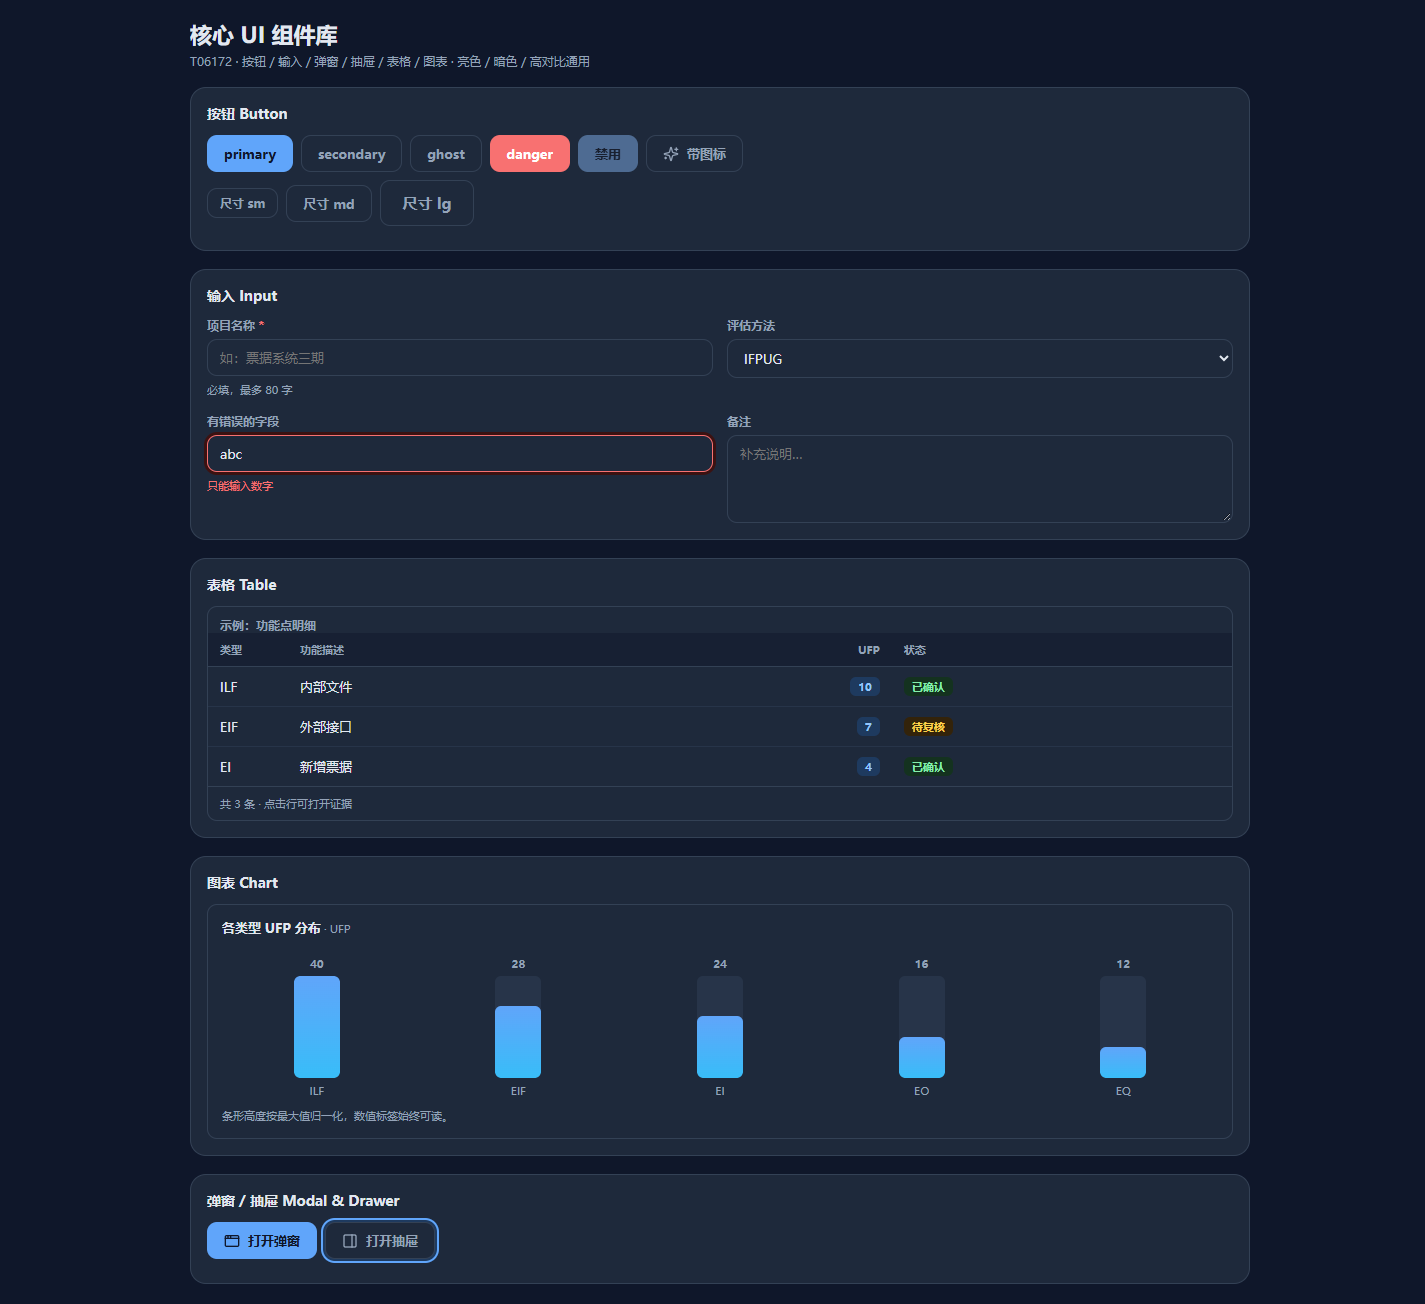 核心 UI 组件库
T06172 · 按钮 / 输入 / 弹窗 / 抽屉 / 表格 / 图表 · 亮色 / 暗色 / 高对比通用
按钮 Button
primary secondary ghost danger 禁用 带图标
尺寸 sm 尺寸 md 尺寸 lg
输入 Input
项目名称 * 评估方法
如：票据系统三期 IFPUG
必填，最多 80 字
有错误的字段 备注
abc 补充说明...
只能输入数字
表格 Table
示例：功能点明细
类型 功能描述 UFP 状态
ILF 内部文件 10 已确认
EIF 外部接口 7 待复核
EI 新增票据 4 已确认
共 3 条 · 点击行可打开证据
图表 Chart
各类型 UFP 分布 · UFP
40 28 24 16 12
ILF EIF EI EO EQ
条形高度按最大值归一化，数值标签始终可读。
弹窗 / 抽屉 Modal & Drawer
打开弹窗 打开抽屉